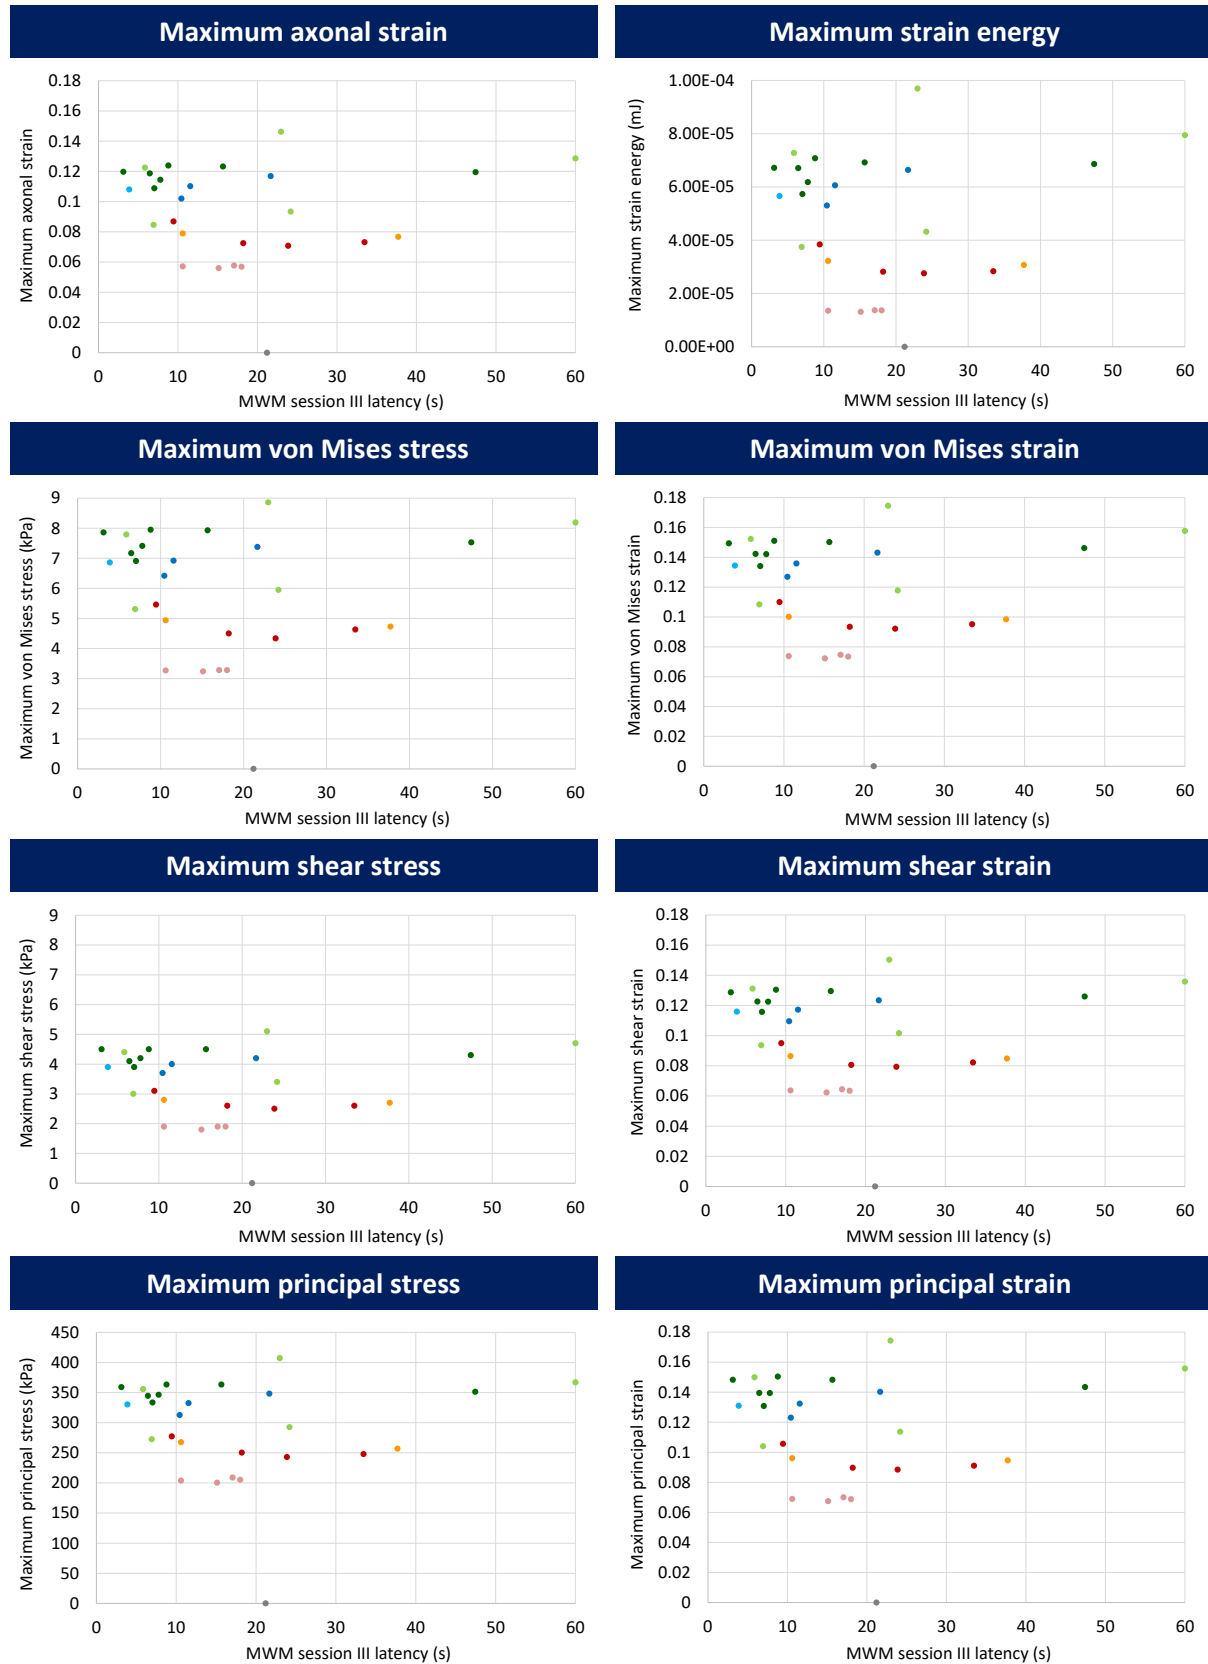 Maximum axonal strain
Maximum axonal strain
0.18
0.16
0.14
0.12
0.1
0.08
0.06
0.04
0.02
0
0 10 20 30 40 50 60
MWM session III latency (s)
Maximum strain energy
Maximum strain energy (mJ)
1.00E-04
8.00E-05
6.00E-05
4.00E-05
2.00E-05
0.00E+00
0 10 20 30 40 50 60
MWM session III latency (s)
Maximum von Mises stress
Maximum von Mises stress (kPa)
9
8
7
6
5
4
3
2
1
0
0 10 20 30 40 50 60
MWM session III latency (s)
Maximum von Mises strain
Maximum von Mises strain
0.18
0.16
0.14
0.12
0.1
0.08
0.06
0.04
0.02
0
0 10 20 30 40 50 60
MWM session III latency (s)
Maximum shear stress
Maximum shear stress (kPa)
9
8
7
6
5
4
3
2
1
0
0 10 20 30 40 50 60
MWM session III latency (s)
Maximum shear strain
Maximum shear strain
0.18
0.16
0.14
0.12
0.1
0.08
0.06
0.04
0.02
0
0 10 20 30 40 50 60
MWM session III latency (s)
Maximum principal stress
Maximum principal stress (kPa)
450
400
350
300
250
200
150
100
50
0
0 10 20 30 40 50 60
MWM session III latency (s)
Maximum principal strain
Maximum principal strain
0.18
0.16
0.14
0.12
0.1
0.08
0.06
0.04
0.02
0
0 10 20 30 40 50 60
MWM session III latency (s)